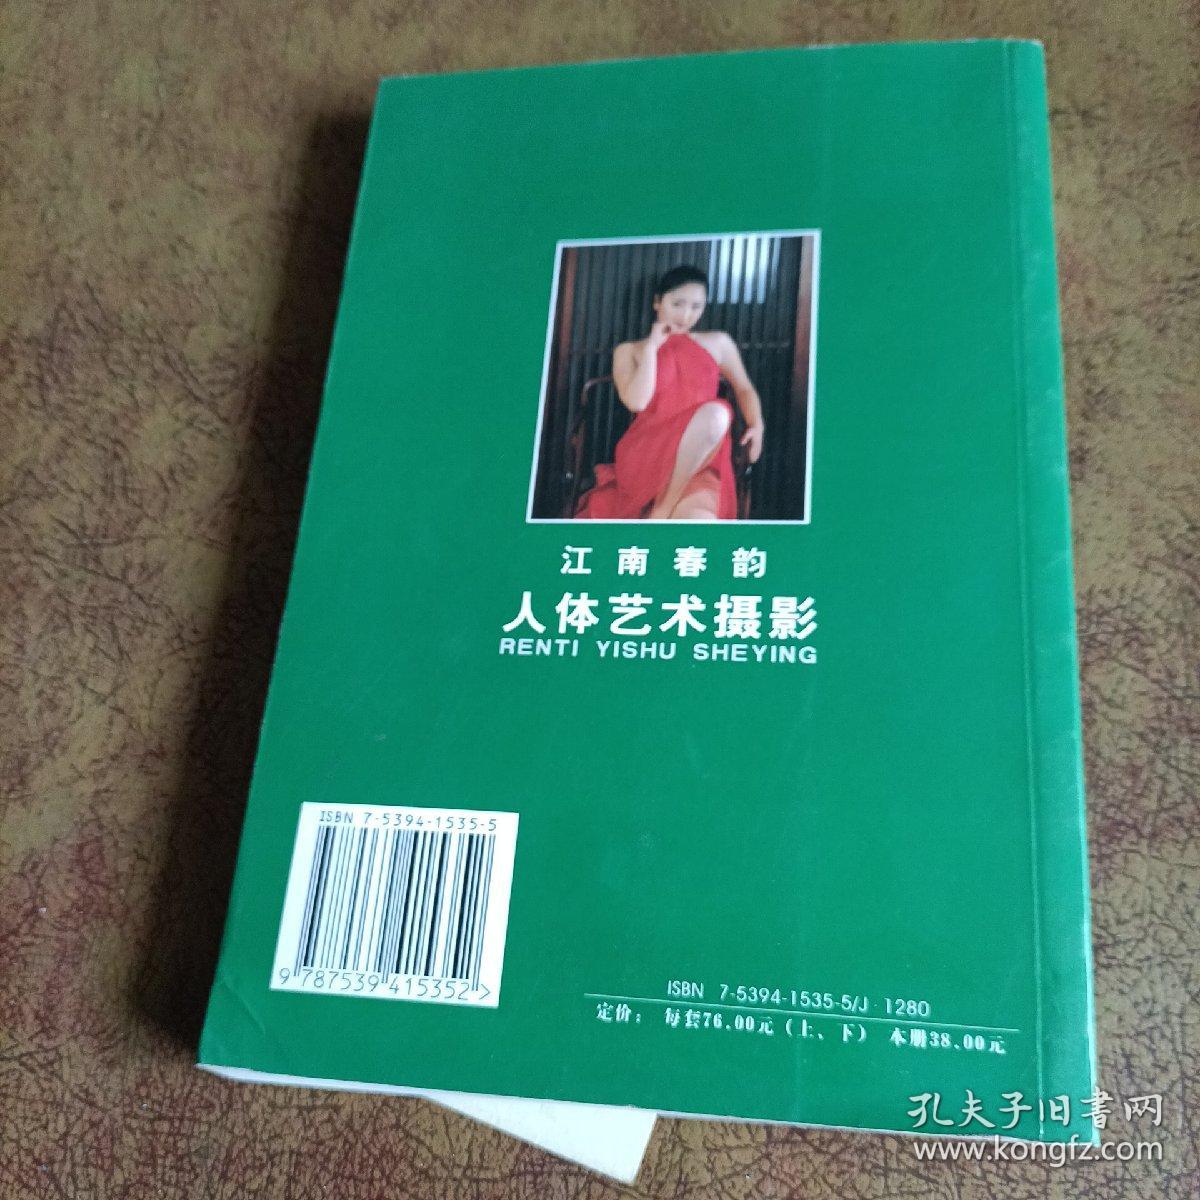 江南春韵
人体艺术摄影
RENTI YISHU SHEYING
ISBN 7-5394-1535-5
9 787539 415352 >
ISBN 7-5394-1535-5/J·1280
定价：每套76.00元（上、下） 本册38.00元
孔夫子旧書网
www.kongfz.com